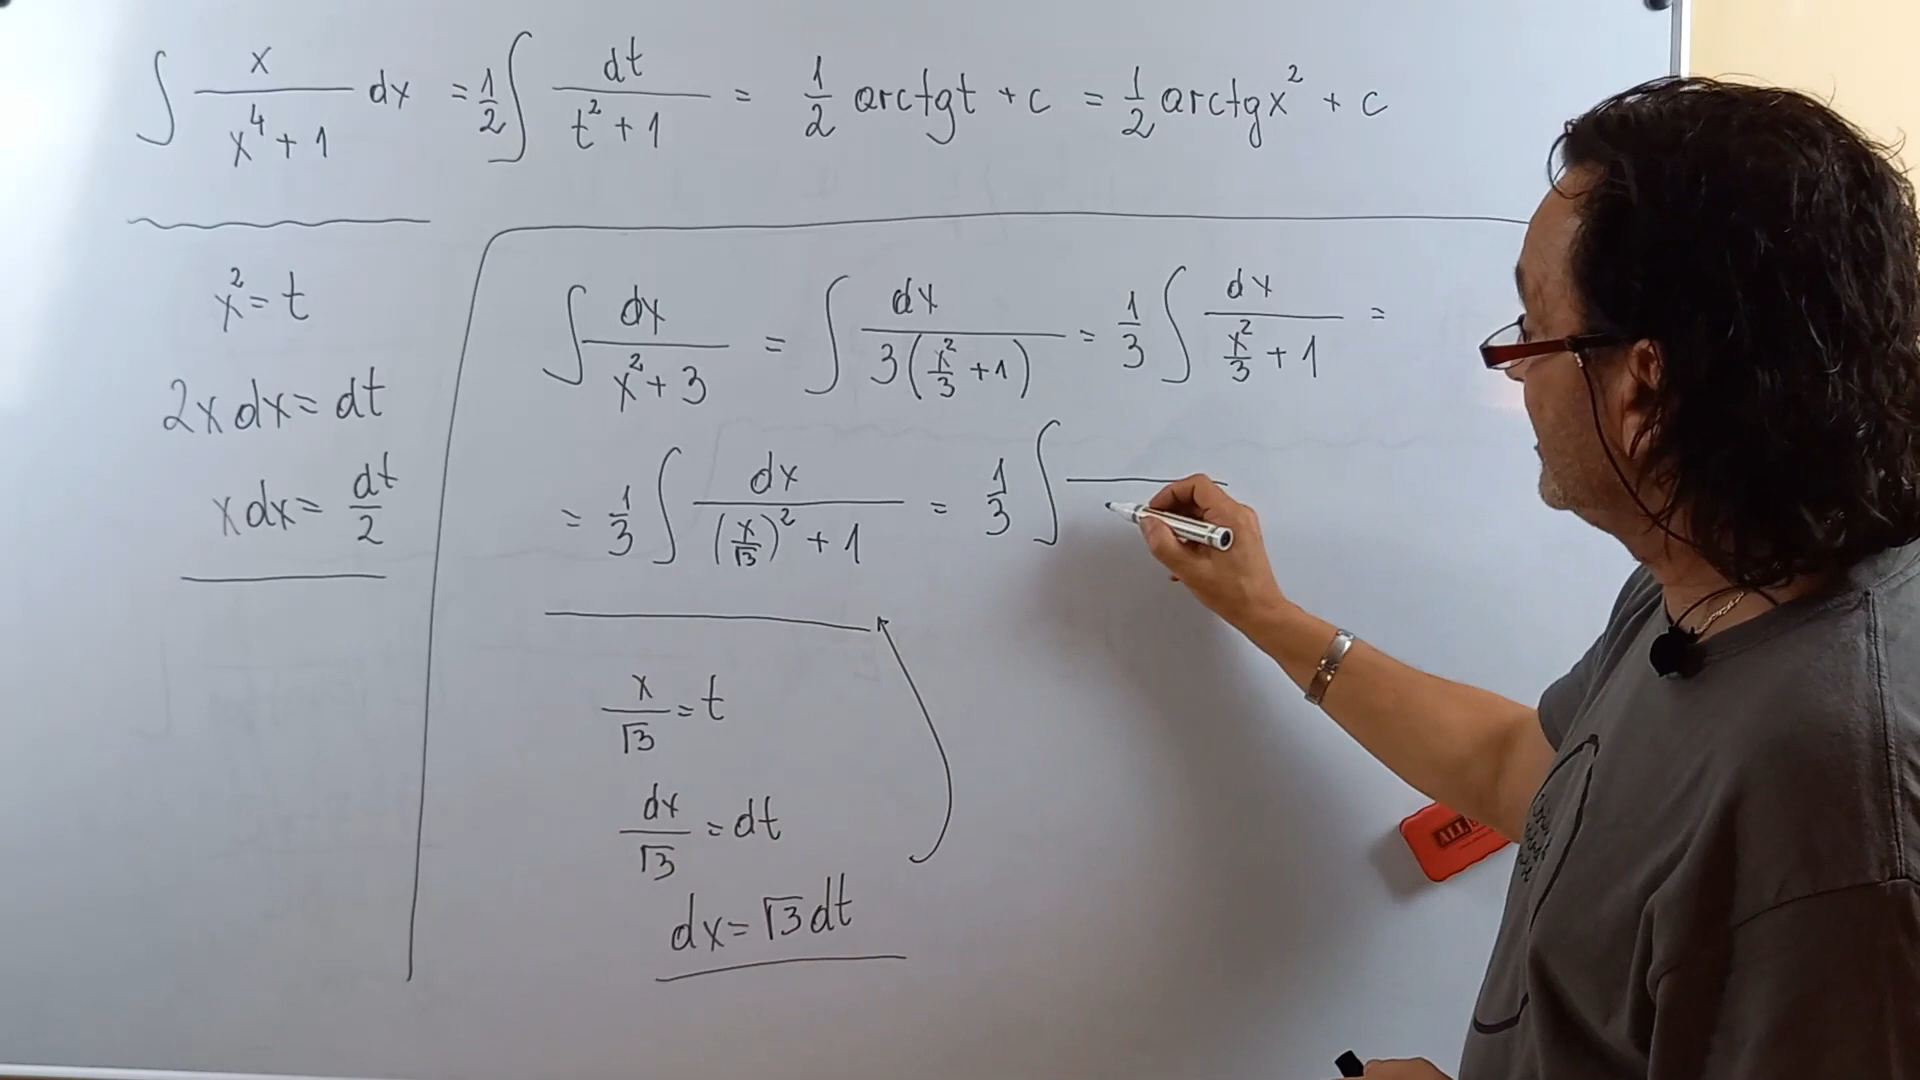 ∫ x/(x⁴+1) dx = 1/2 ∫ dt/(t²+1) = 1/2 arctgt + c = 1/2 arctgx² + c
x² = t
2x dx = dt
x dx = dt/2
∫ dx/(x²+3) = ∫ dx/(3(x²/3 +1)) = 1/3 ∫ dx/(x²/3 + 1) =
= 1/3 ∫ dx/((x/√3)² + 1) = 1/3 ∫
x/√3 = t
dx/√3 = dt
dx = √3 dt
ALL